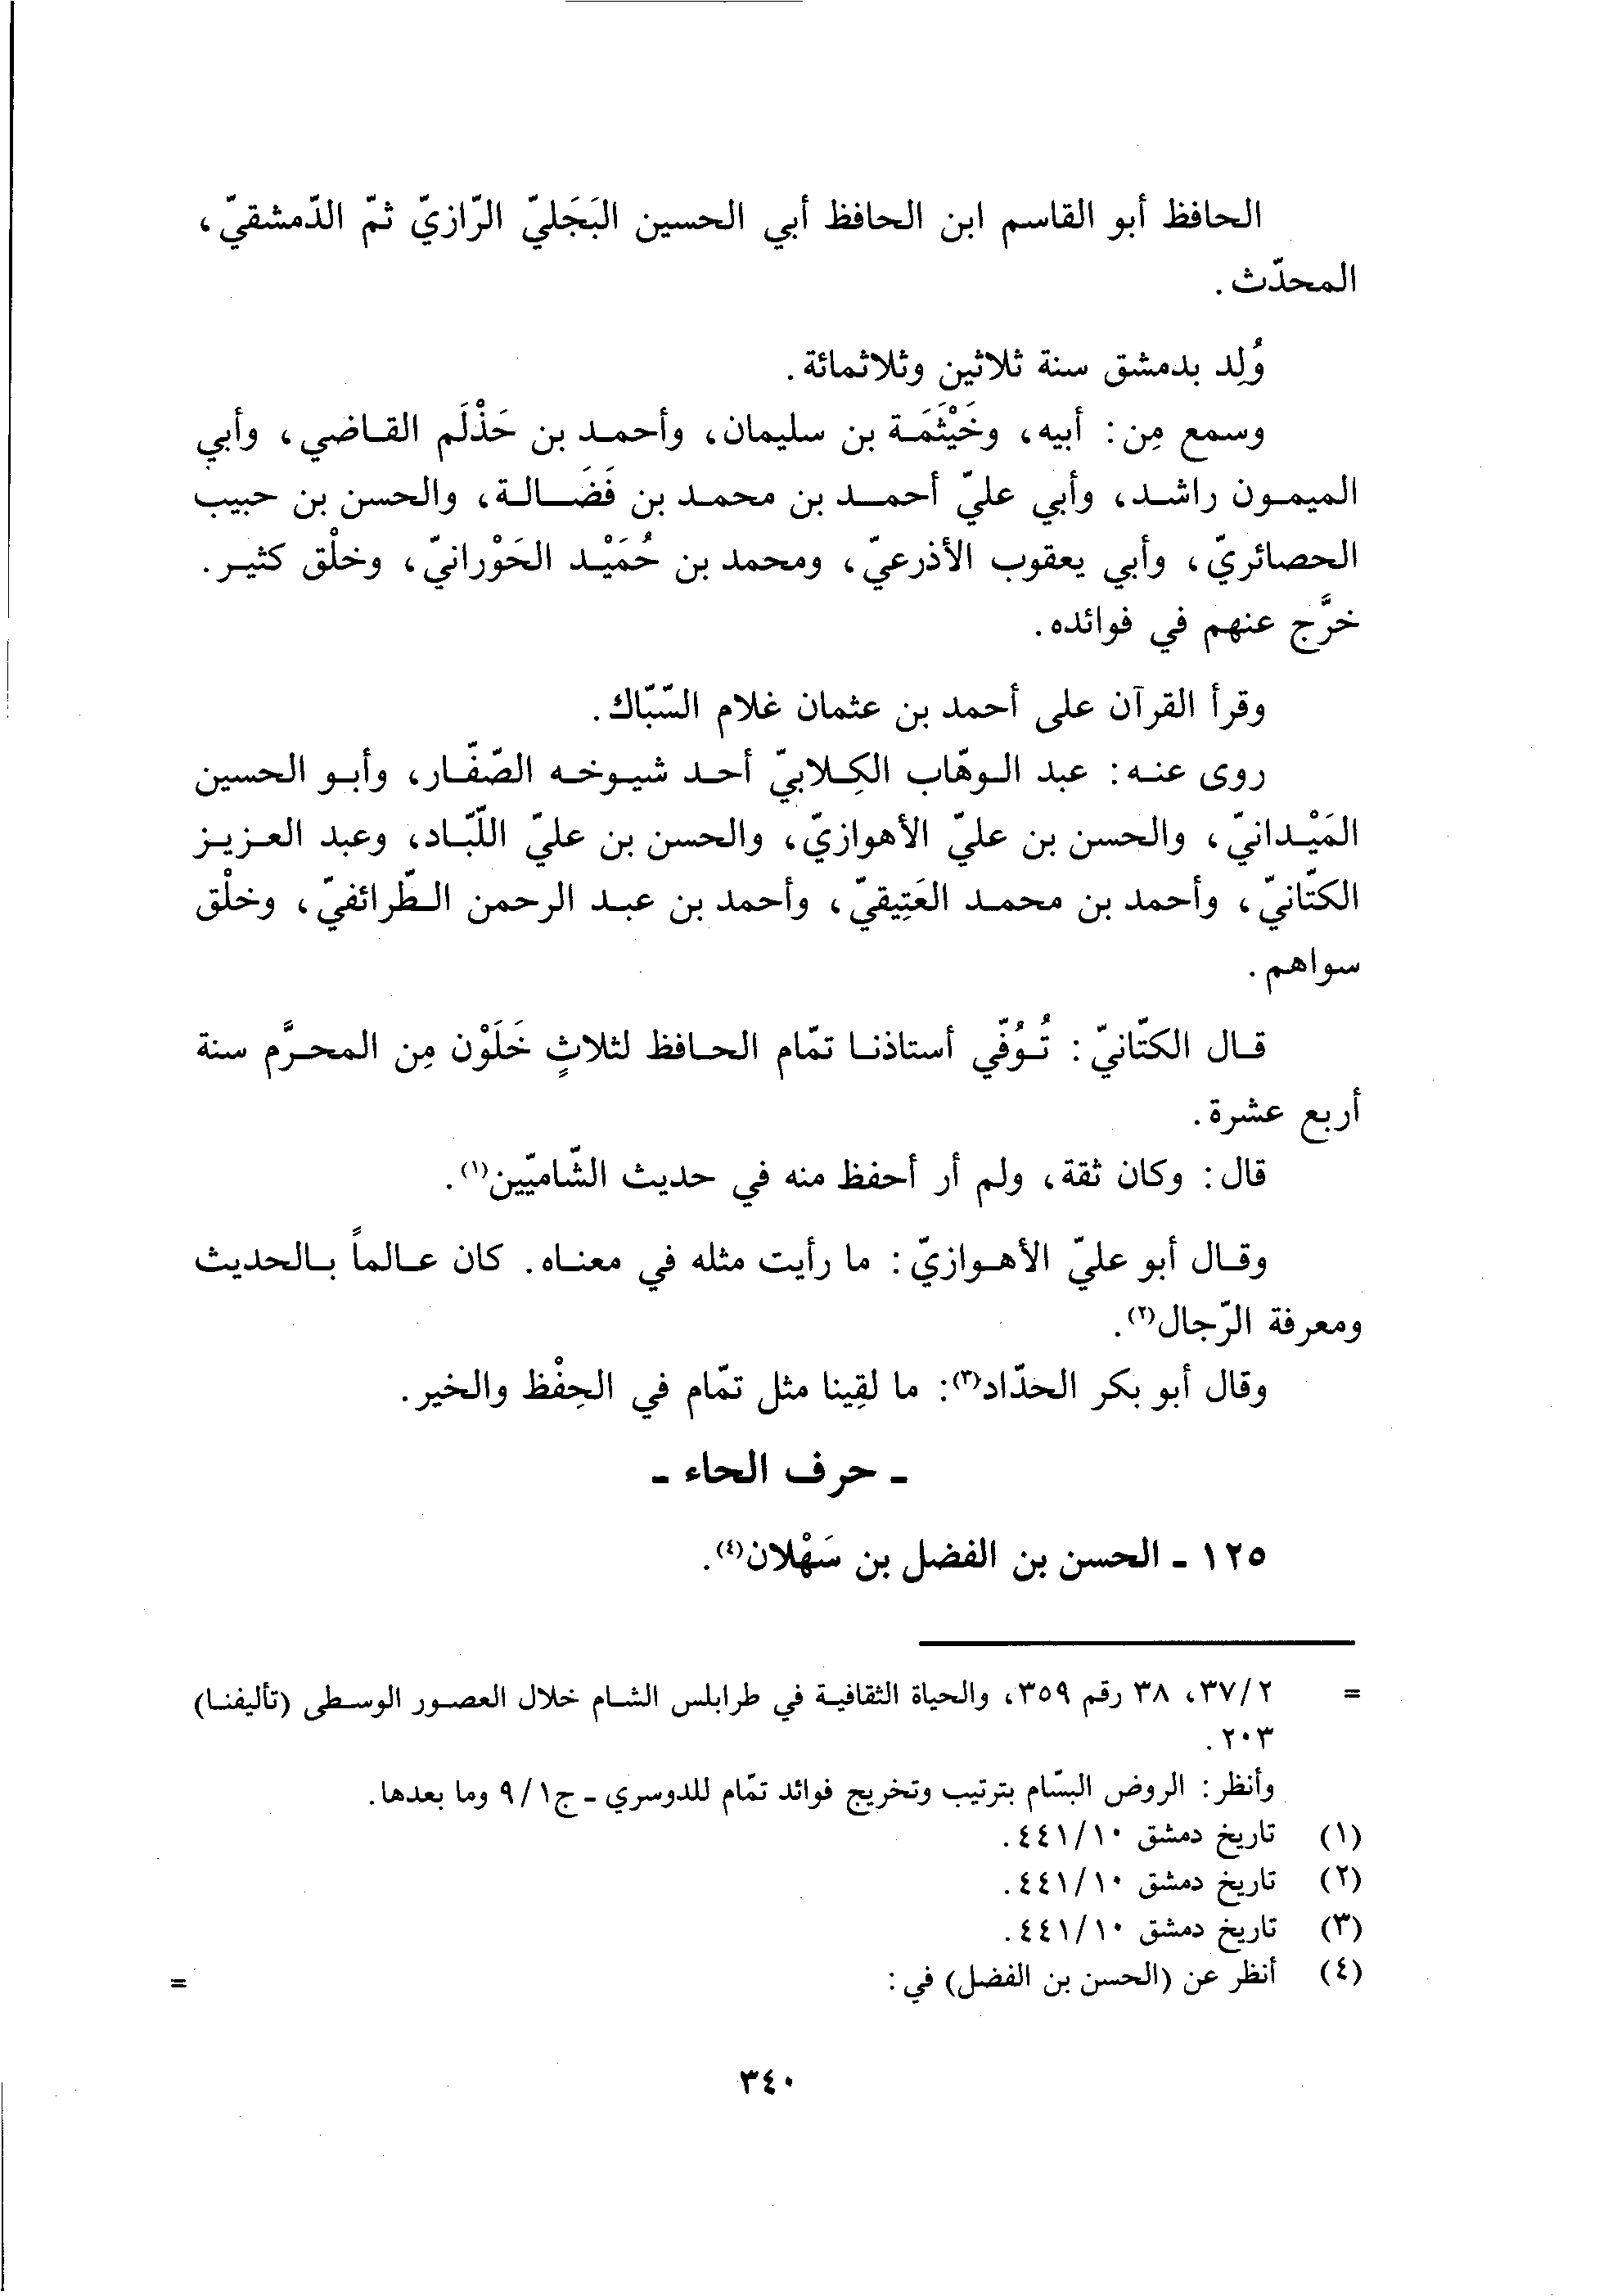 الحافظ أبو القاسم ابن الحافظ أبي الحسين البَجَليّ الرّازيّ ثمّ الدّمشقيّ،
المحدّث.
وُلِد بدمشق سنة ثلاثين وثلاثمائة.
وسمع مِن: أبيه، وخَيْثَمَة بن سليمان، وأحمد بن حَذْلَم القاضي، وأبي
الميمون راشد، وأبي عليّ أحمد بن محمد بن فَضَالة، والحسن بن حبيب
الحصائريّ، وأبي يعقوب الأذرعيّ، ومحمد بن حُمَيْد الحَوْرانيّ، وخلْق كثير.
خرَّج عنهم في فوائده.
وقرأ القرآن على أحمد بن عثمان غلام السّبّاك.
روى عنه: عبد الوهّاب الكِلابيّ أحد شيوخه الصّفّار، وأبو الحسين
المَيْدانيّ، والحسن بن عليّ الأهوازيّ، والحسن بن عليّ اللّبّاد، وعبد العزيز
الكتّانيّ، وأحمد بن محمد العَتِيقيّ، وأحمد بن عبد الرحمن الطّرائفيّ، وخلْق
سواهم.
قال الكتّانيّ: تُوُفّي أستاذنا تمّام الحافظ لثلاثٍ خَلَوْن مِن المحرَّم سنة
أربع عشرة.
قال: وكان ثقة، ولم أر أحفظ منه في حديث الشّاميّين(١).
وقال أبو عليّ الأهوازيّ: ما رأيت مثله في معناه. كان عالماً بالحديث
ومعرفة الرّجال(٢).
وقال أبو بكر الحدّاد(٣): ما لقِينا مثل تمّام في الحِفْظ والخير.
- حرف الحاء -
١٢٥ - الحسن بن الفضل بن سَهْلان(٤).
= ٣٧/٢، ٣٨ رقم ٣٥٩، والحياة الثقافية في طرابلس الشام خلال العصور الوسطى (تأليفنا)
٢٠٣.
وأنظر: الروض البسّام بترتيب وتخريج فوائد تمّام للدوسري - ج٩/١ وما بعدها.
(١) تاريخ دمشق ٤٤١/١٠.
(٢) تاريخ دمشق ٤٤١/١٠.
(٣) تاريخ دمشق ٤٤١/١٠.
(٤) أنظر عن (الحسن بن الفضل) في: =
٣٤٠